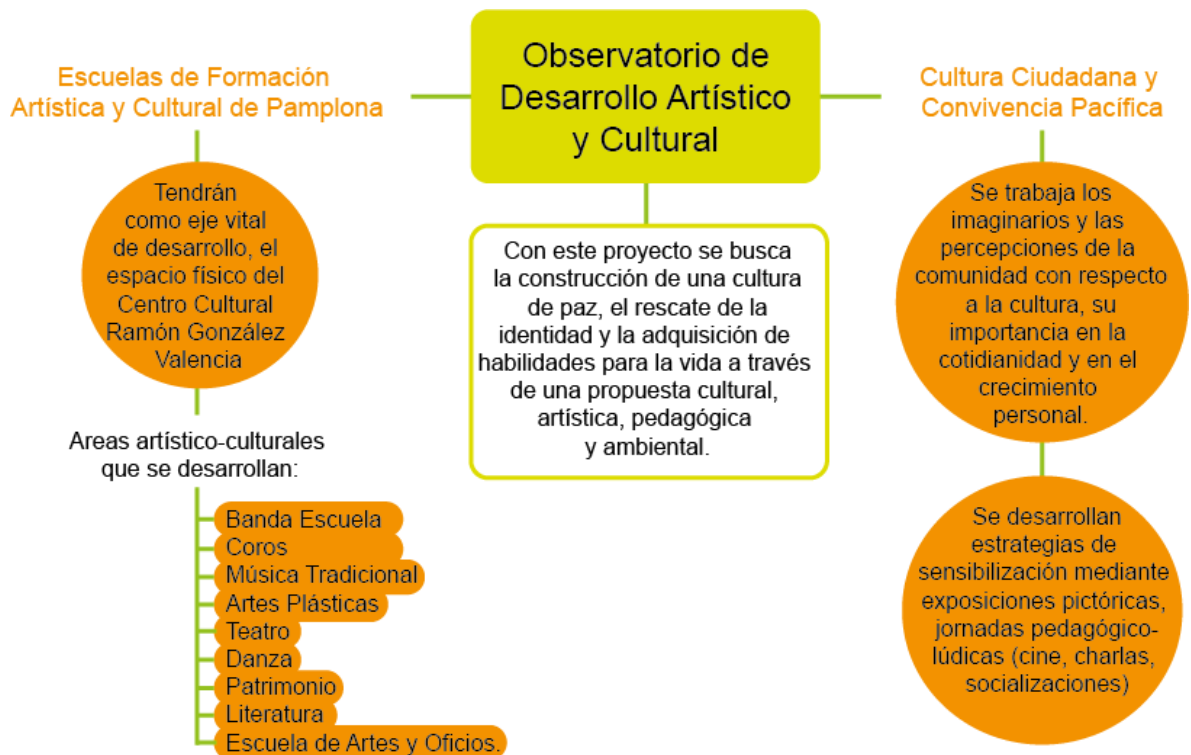 Observatorio de
Desarrollo Artístico
y Cultural
Escuelas de Formación
Artística y Cultural de Pamplona
Cultura Ciudadana y
Convivencia Pacífica
Tendrán
como eje vital
de desarrollo, el
espacio físico del
Centro Cultural
Ramón González
Valencia
Areas artístico-culturales
que se desarrollan:
Banda Escuela
Coros
Música Tradicional
Artes Plásticas
Teatro
Danza
Patrimonio
Literatura
Escuela de Artes y Oficios.
Con este proyecto se busca
la construcción de una cultura
de paz, el rescate de la
identidad y la adquisición de
habilidades para la vida a través
de una propuesta cultural,
artística, pedagógica
y ambiental.
Se trabaja los
imaginarios y las
percepciones de la
comunidad con respecto
a la cultura, su
importancia en la
cotidianidad y en el
crecimiento
personal.
Se desarrollan
estrategias de
sensibilización mediante
exposiciones pictóricas,
jornadas pedagógico-
lúdicas (cine, charlas,
socializaciones)